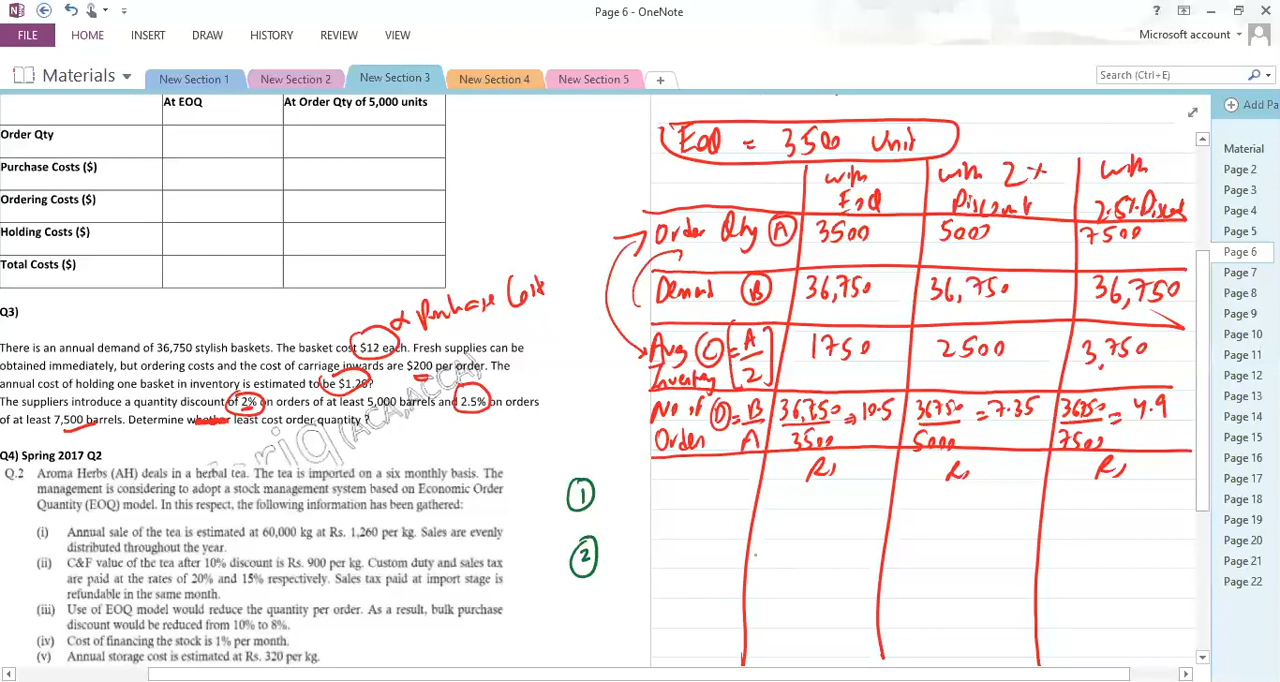 Page 6 - OneNote
FILE HOME INSERT DRAW HISTORY REVIEW VIEW
Microsoft account
Materials
New Section 1 New Section 2 New Section 3 New Section 4 New Section 5
Search (Ctrl+E)
At EOQ At Order Qty of 5,000 units
Order Qty
Purchase Costs ($)
Ordering Costs ($)
Holding Costs ($)
Total Costs ($)
Purchase Cost
Q3)
There is an annual demand of 36,750 stylish baskets. The basket cost $12 each. Fresh supplies can be
obtained immediately, but ordering costs and the cost of carriage inwards are $200 per order. The
annual cost of holding one basket in inventory is estimated to be $1.20?
The suppliers introduce a quantity discount of 2% on orders of at least 5,000 barrels and 2.5% on orders
of at least 7,500 barrels. Determine whether least cost order quantity ?
Q4) Spring 2017 Q2
Q.2 Aroma Herbs (AH) deals in a herbal tea. The tea is imported on a six monthly basis. The
management is considering to adopt a stock management system based on Economic Order
Quantity (EOQ) model. In this respect, the following information has been gathered:
(i) Annual sale of the tea is estimated at 60,000 kg at Rs. 1,260 per kg. Sales are evenly
distributed throughout the year.
(ii) C&F value of the tea after 10% discount is Rs. 900 per kg. Custom duty and sales tax
are paid at the rates of 20% and 15% respectively. Sales tax paid at import stage is
refundable in the same month.
(iii) Use of EOQ model would reduce the quantity per order. As a result, bulk purchase
discount would be reduced from 10% to 8%.
(iv) Cost of financing the stock is 1% per month.
(v) Annual storage cost is estimated at Rs. 320 per kg.
(ACA,ACCA)
1
2
EOQ = 3500 Unit
with EOQ
with 2% Discount
with 2.5% Discont
Order Qty A 3500 5000 7500
Demand B 36,750 36,750 36,750
Avg Inventory C = [A/2] 1750 2500 3,750
No of Order D = B/A 36,750/3500 = 10.5 36750/5000 = 7.35 36750/7500 = 4.9
Rs Rs Rs
Add Pa
Material
Page 2
Page 3
Page 4
Page 5
Page 6
Page 7
Page 8
Page 9
Page 10
Page 11
Page 12
Page 13
Page 14
Page 15
Page 16
Page 17
Page 18
Page 19
Page 20
Page 21
Page 22